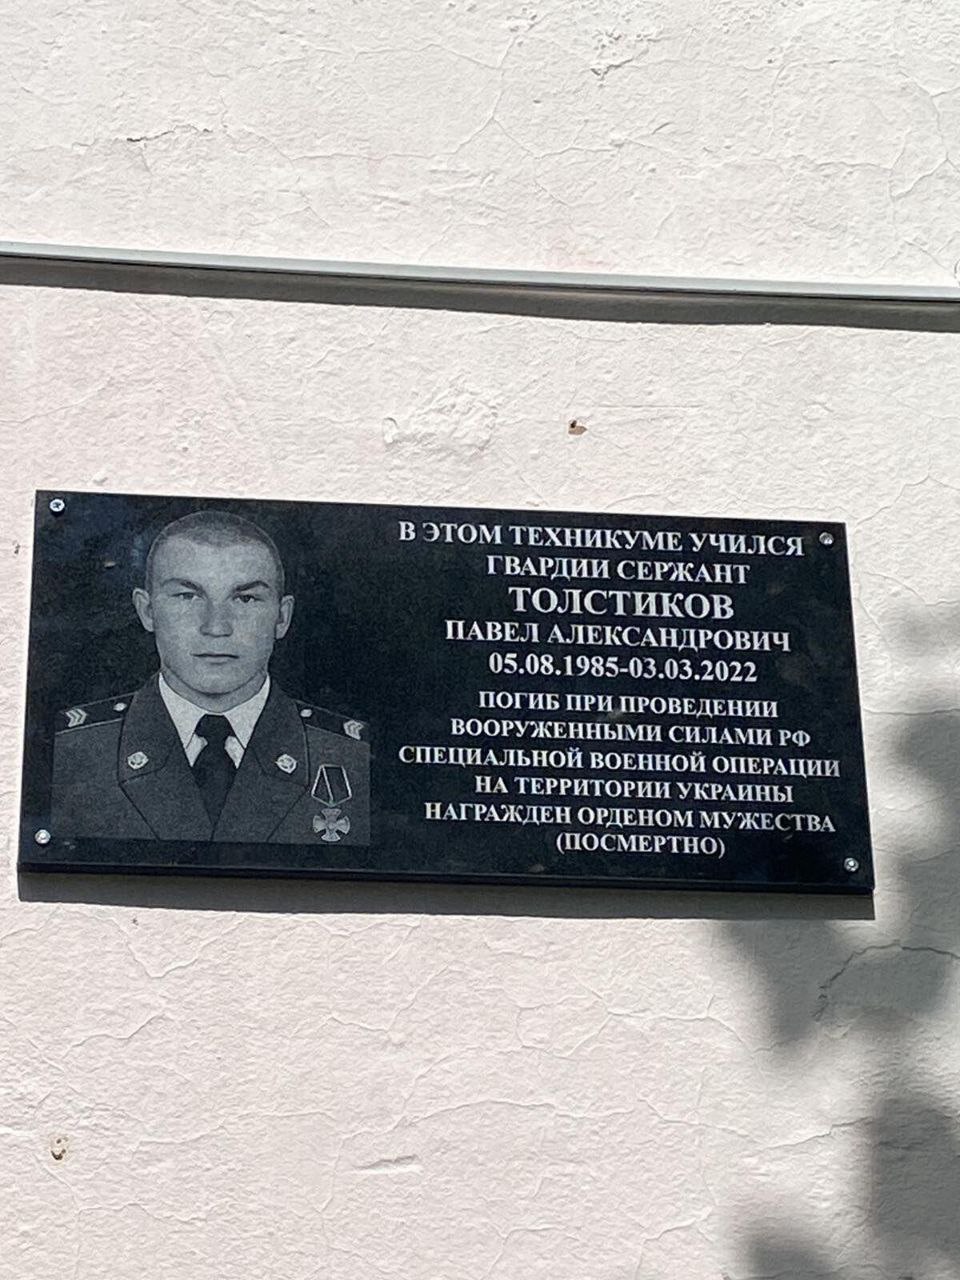 В ЭТОМ ТЕХНИКУМЕ УЧИЛСЯ
ГВАРДИИ СЕРЖАНТ
ТОЛСТИКОВ
ПАВЕЛ АЛЕКСАНДРОВИЧ
05.08.1985-03.03.2022
ПОГИБ ПРИ ПРОВЕДЕНИИ
ВООРУЖЕННЫМИ СИЛАМИ РФ
СПЕЦИАЛЬНОЙ ВОЕННОЙ ОПЕРАЦИИ
НА ТЕРРИТОРИИ УКРАИНЫ
НАГРАЖДЕН ОРДЕНОМ МУЖЕСТВА
(ПОСМЕРТНО)